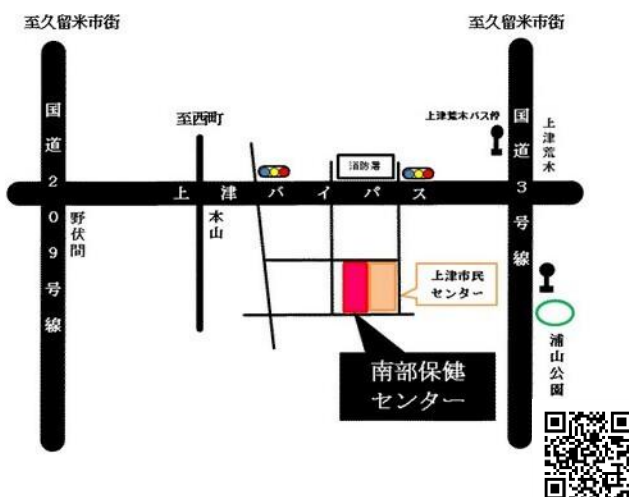 至久留米市街
至久留米市街
国道209号線
至西町
上津荒木バス停
国道3号線
上津荒木
消防署
上津バイパス
野伏間
本山
上津市民
センター
南部保健
センター
浦山公園